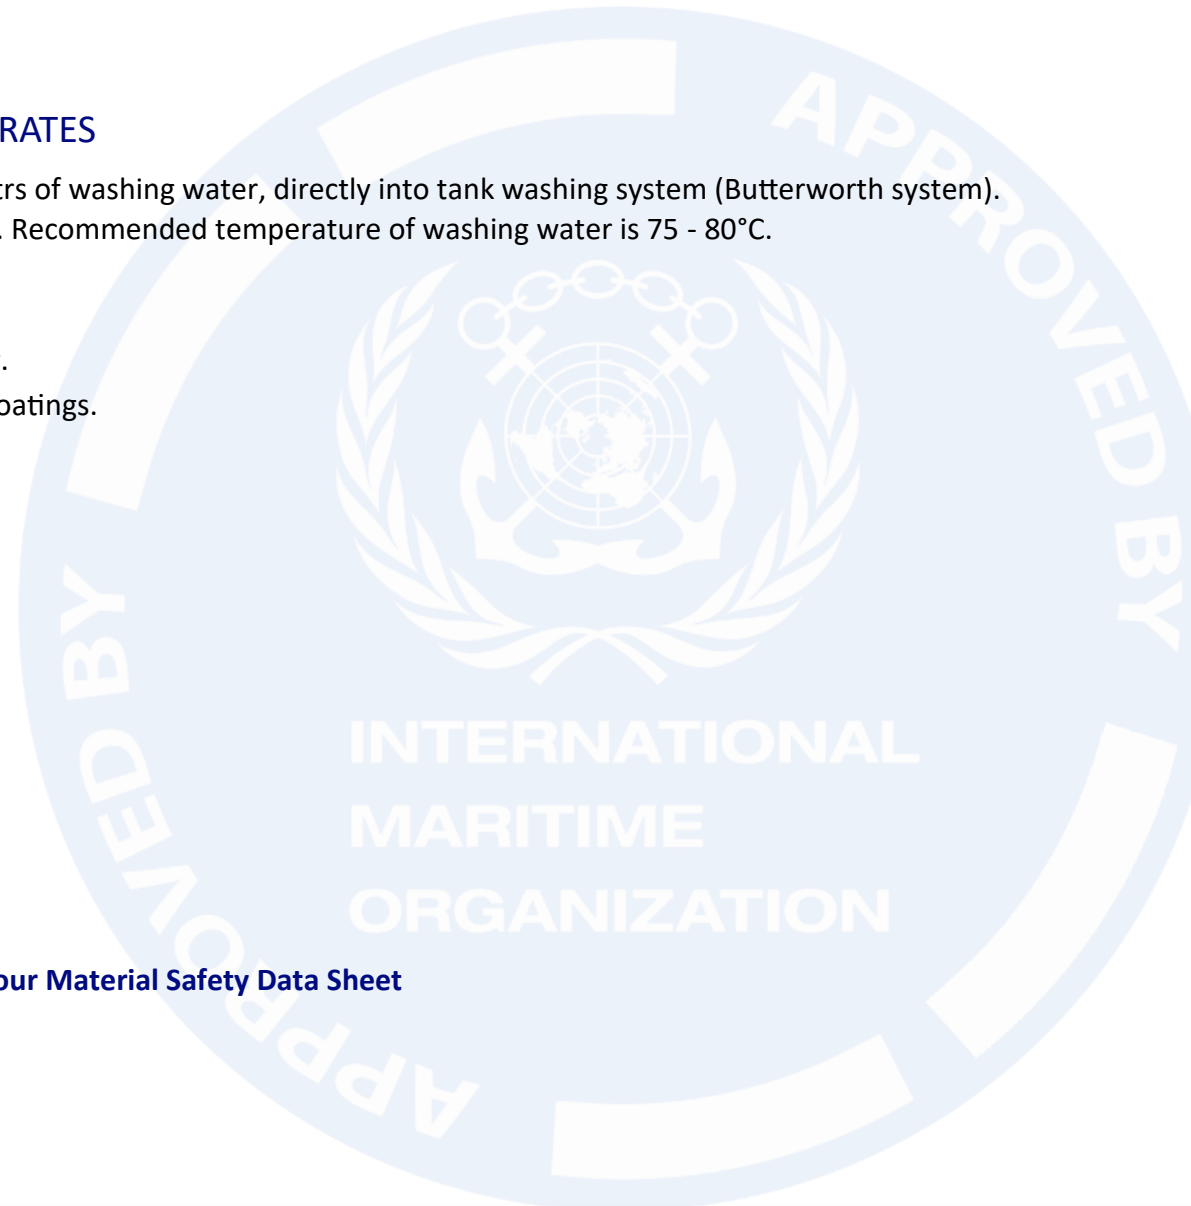 RATES
trs of washing water, directly into tank washing system (Butterworth system).
. Recommended temperature of washing water is 75 - 80°C.
.
oatings.
our Material Safety Data Sheet
APPROVED BY
INTERNATIONAL
MARITIME
ORGANIZATION
APPROVED BY